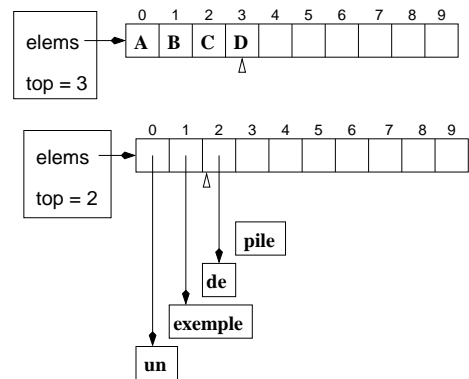 0 1 2 3 4 5 6 7 8 9
elems A B C D
top = 3
0 1 2 3 4 5 6 7 8 9
elems
top = 2
pile
de
exemple
un